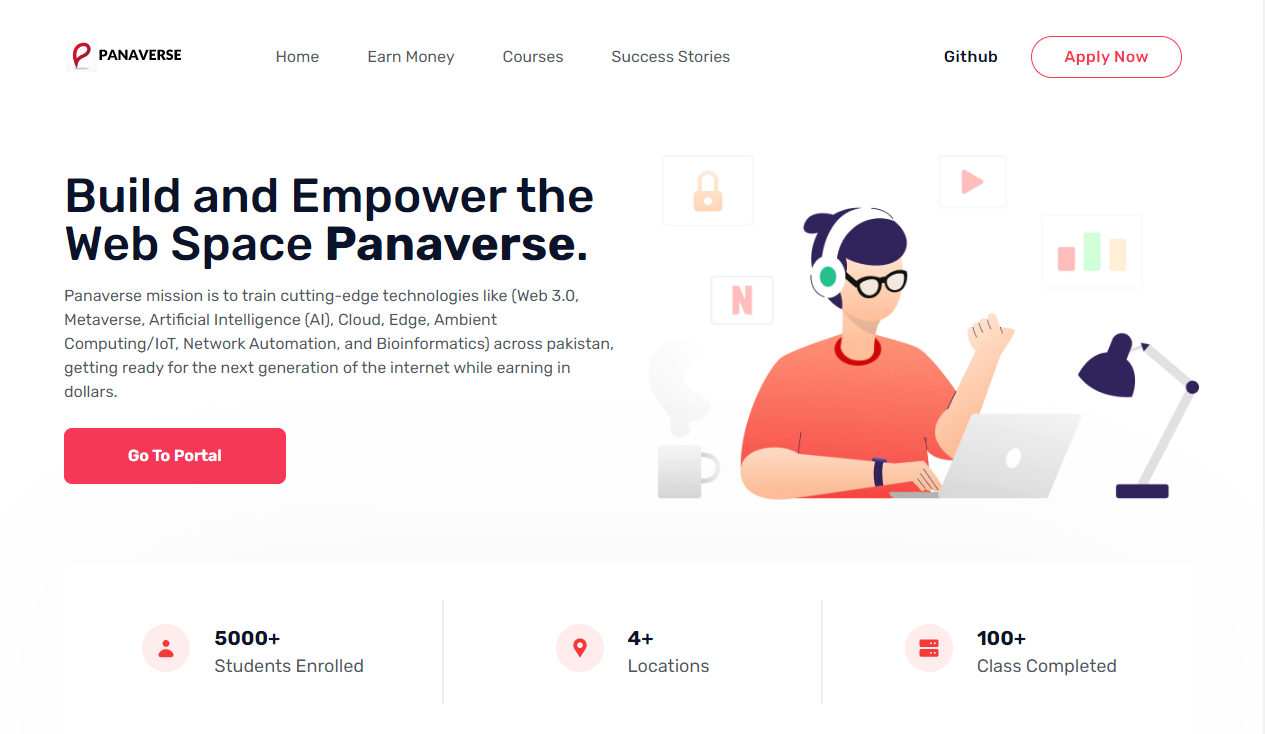 PANAVERSE
Home
Earn Money
Courses
Success Stories
Github
Apply Now
Build and Empower the
Web Space Panaverse.
Panaverse mission is to train cutting-edge technologies like (Web 3.0,
Metaverse, Artificial Intelligence (AI), Cloud, Edge, Ambient
Computing/IoT, Network Automation, and Bioinformatics) across pakistan,
getting ready for the next generation of the internet while earning in
dollars.
Go To Portal
N
5000+
Students Enrolled
4+
Locations
100+
Class Completed